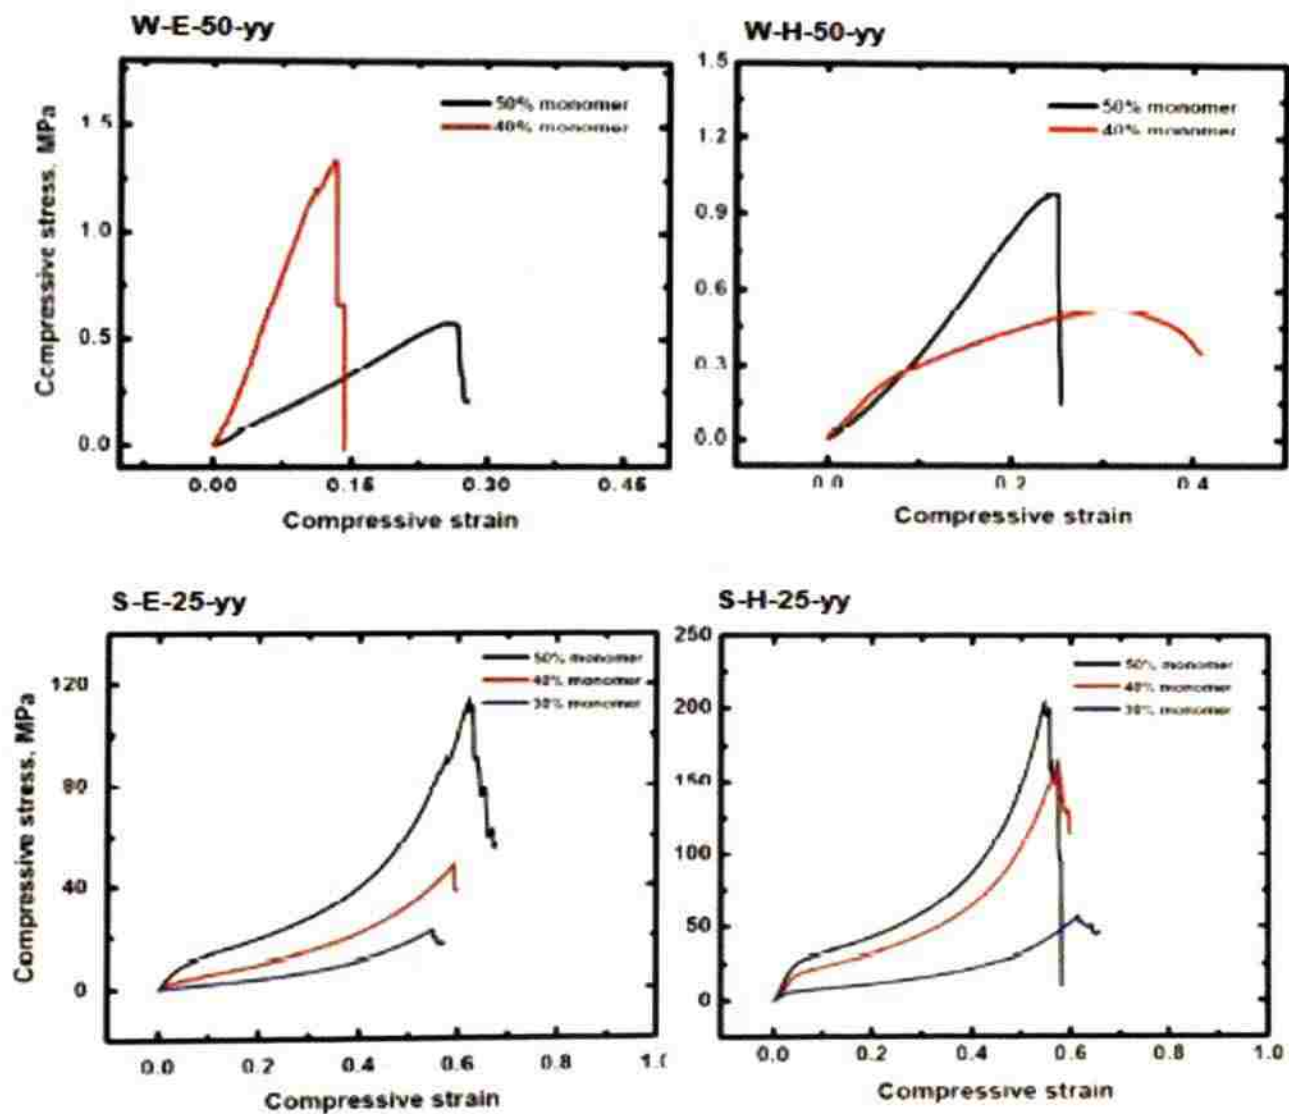 W-E-50-yy
50% monomer
40% monomer
Compressive stress, MPa
1.5
1.0
0.5
0.0
0.00 0.15 0.30 0.45
Compressive strain
W-H-50-yy
50% monomer
40% monomer
1.5
1.2
0.9
0.6
0.3
0.0
0.0 0.2 0.4
Compressive strain
S-E-25-yy
50% monomer
40% monomer
30% monomer
Compressive stress, MPa
120
80
40
0
0.0 0.2 0.4 0.6 0.8 1.0
Compressive strain
S-H-25-yy
50% monomer
40% monomer
30% monomer
250
200
150
100
50
0
0.0 0.2 0.4 0.6 0.8 1.0
Compressive strain